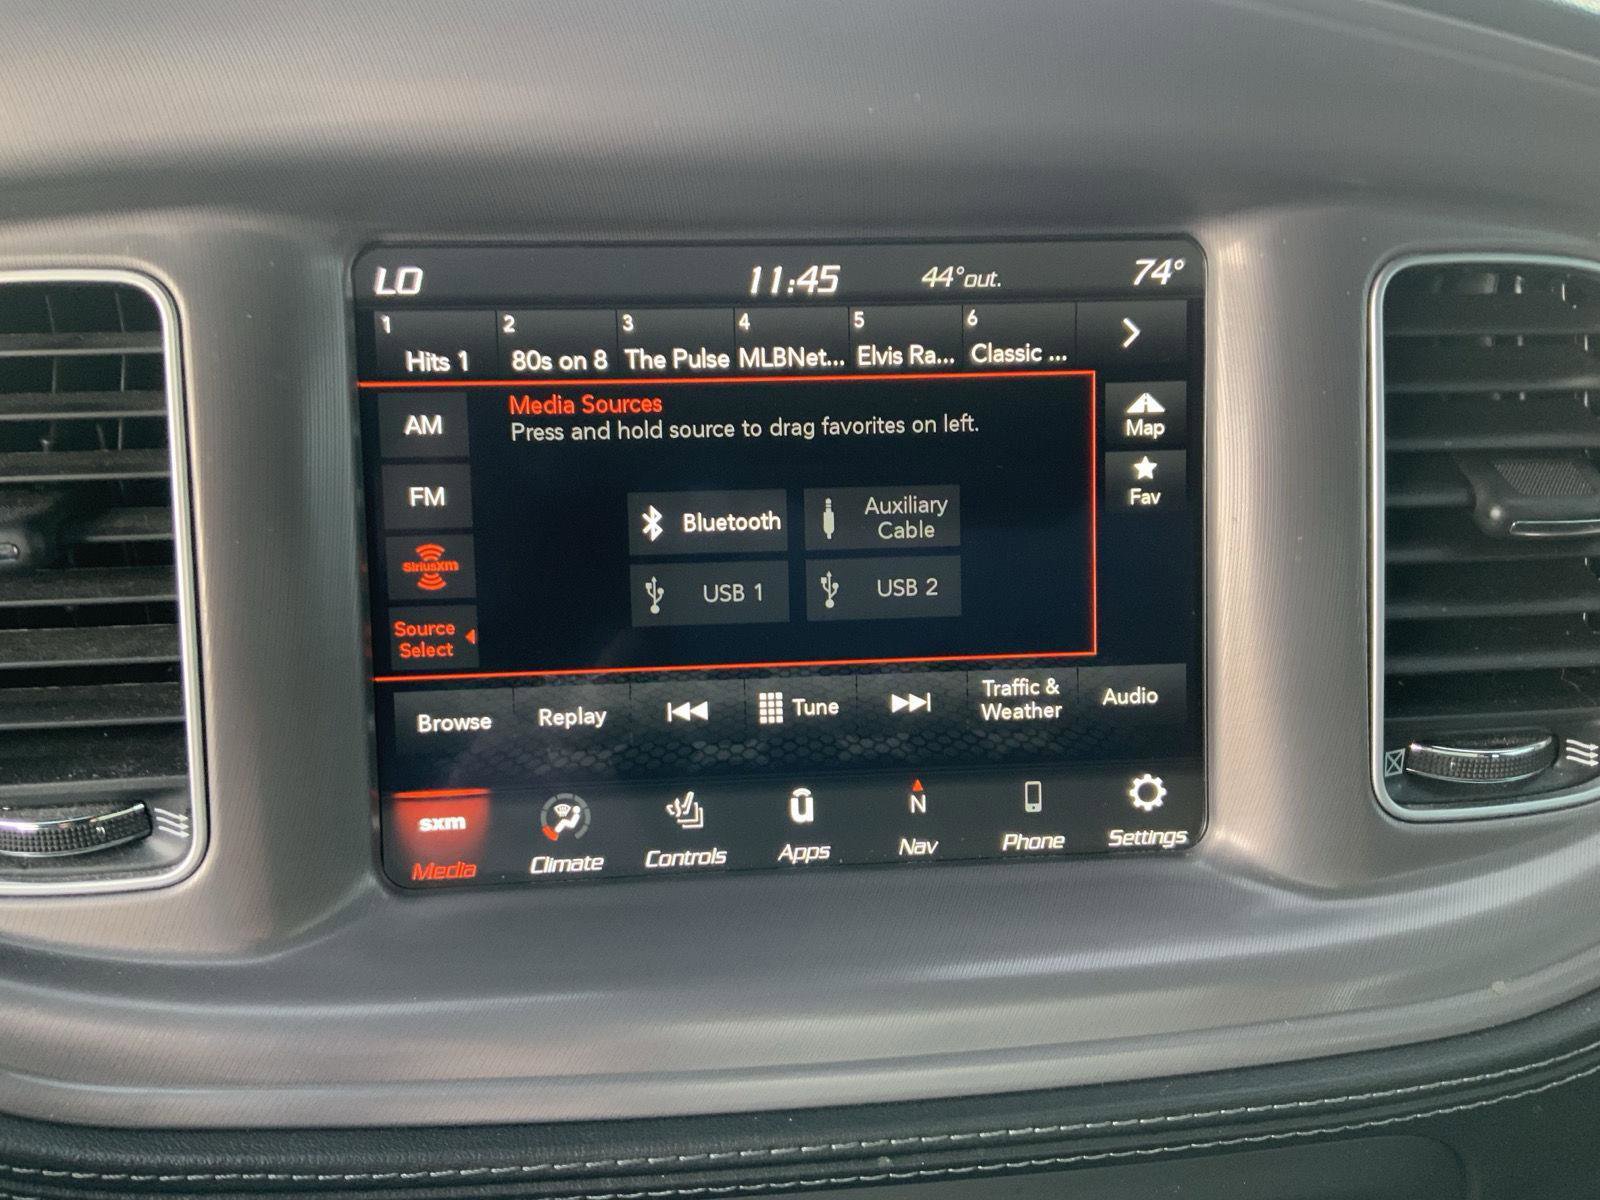 LO 11:45 44° out. 74°
1 2 3 4 5 6
Hits 1 80s on 8 The Pulse MLBNet... Elvis Ra... Classic ...
Media Sources
Press and hold source to drag favorites on left.
AM
FM
SiriusXM
Source
Select
Bluetooth
Auxiliary
Cable
USB 1
USB 2
Map
Fav
Browse Replay Tune
Traffic &
Weather
Audio
sxm
N
Media Climate Controls Apps Nav Phone Settings